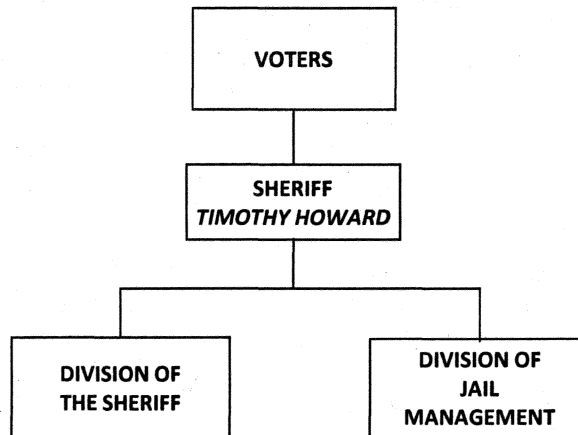 VOTERS
SHERIFF
TIMOTHY HOWARD
DIVISION OF
THE SHERIFF
DIVISION OF
JAIL
MANAGEMENT